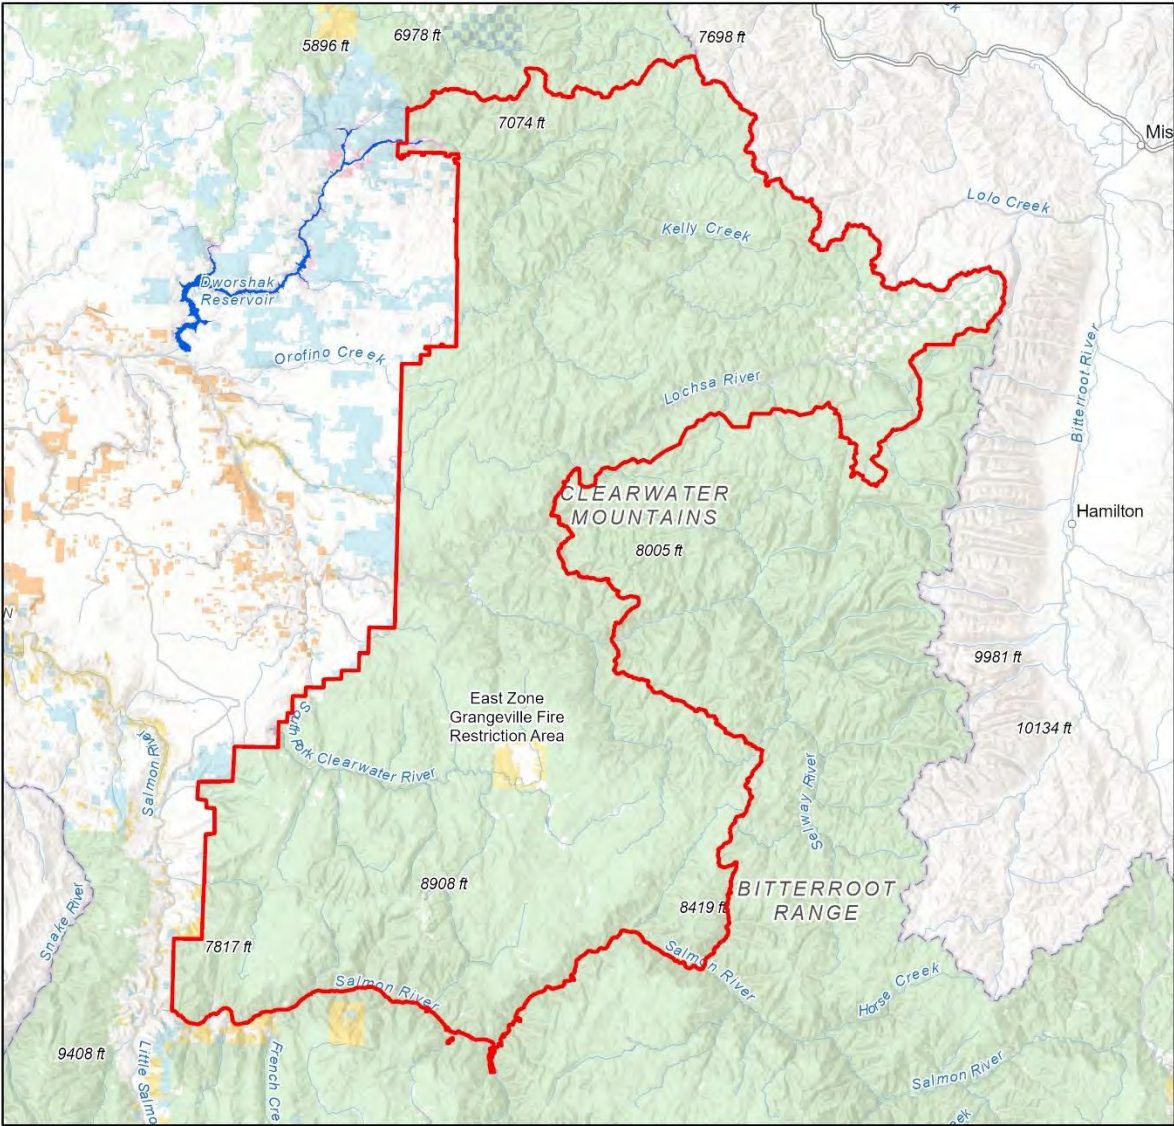 5896 ft
6978 ft
7698 ft
7074 ft
Mis
Lolo Creek
Kelly Creek
Dworshak
Reservoir
Orofino Creek
Bitterroot River
Lochsa River
CLEARWATER
MOUNTAINS
8005 ft
Hamilton
N
9981 ft
East Zone
Grangeville Fire
Restriction Area
10134 ft
South Fork Clearwater River
Salmon River
Selway River
8908 ft
8419 ft
BITTERROOT
RANGE
Snake River
7817 ft
Salmon River
Salmon River
Horse Creek
9408 ft
Little Salmo
French Cre
Salmon River
eek